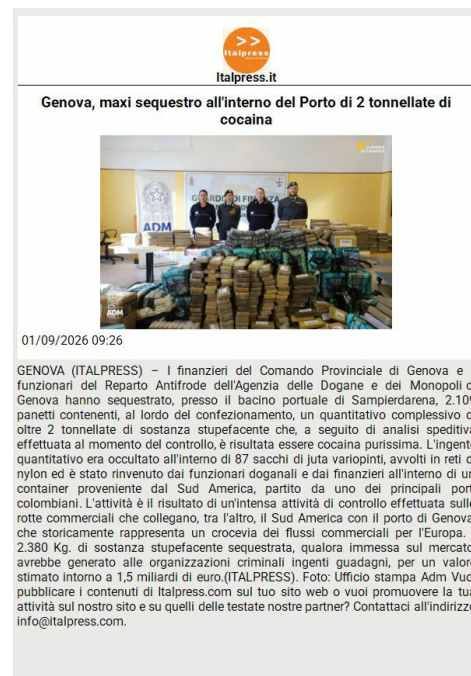 >>
Italpress
Italpress.it
Genova, maxi sequestro all'interno del Porto di 2 tonnellate di
cocaina
GUARDIA
DI FINANZA
GUARDIA DI FINANZA
ADM
ADM
01/09/2026 09:26
GENOVA (ITALPRESS) – I finanzieri del Comando Provinciale di Genova e
funzionari del Reparto Antifrode dell'Agenzia delle Dogane e dei Monopoli d
Genova hanno sequestrato, presso il bacino portuale di Sampierdarena, 2.109
panetti contenenti, al lordo del confezionamento, un quantitativo complessivo d
oltre 2 tonnellate di sostanza stupefacente che, a seguito di analisi speditiva
effettuata al momento del controllo, è risultata essere cocaina purissima. L'ingente
quantitativo era occultato all'interno di 87 sacchi di juta variopinti, avvolti in reti d
nylon ed è stato rinvenuto dai funzionari doganali e dai finanzieri all'interno di un
container proveniente dal Sud America, partito da uno dei principali port
colombiani. L'attività è il risultato di un'intensa attività di controllo effettuata sulle
rotte commerciali che collegano, tra l'altro, il Sud America con il porto di Genova
che storicamente rappresenta un crocevia dei flussi commerciali per l'Europa.
2.380 Kg. di sostanza stupefacente sequestrata, qualora immessa sul mercato
avrebbe generato alle organizzazioni criminali ingenti guadagni, per un valore
stimato intorno a 1,5 miliardi di euro.(ITALPRESS). Foto: Ufficio stampa Adm Vuo
pubblicare i contenuti di Italpress.com sul tuo sito web o vuoi promuovere la tua
attività sul nostro sito e su quelli delle testate nostre partner? Contattaci all'indirizzo
info@italpress.com.